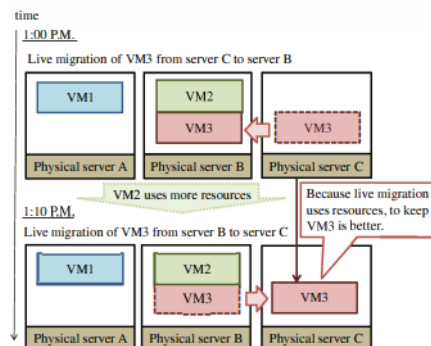 time
1:00 P.M.
Live migration of VM3 from server C to server B
VM1
VM2
VM3
VM3
Physical server A
Physical server B
Physical server C
VM2 uses more resources
Because live migration
uses resources, to keep
VM3 is better.
1:10 P.M.
Live migration of VM3 from server B to server C
VM1
VM2
VM3
VM3
Physical server A
Physical server B
Physical server C